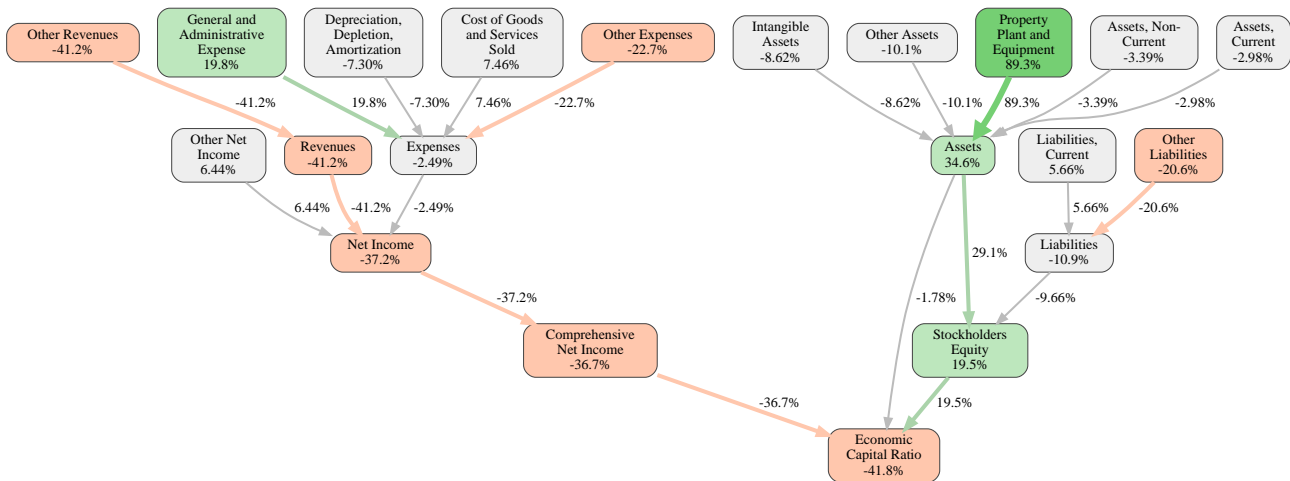 Other Revenues
-41.2%
General and
Administrative
Expense
19.8%
Depreciation,
Depletion,
Amortization
-7.30%
Cost of Goods
and Services
Sold
7.46%
Other Expenses
-22.7%
Intangible
Assets
-8.62%
Other Assets
-10.1%
Property
Plant and
Equipment
89.3%
Assets, Non-
Current
-3.39%
Assets,
Current
-2.98%
-41.2%
19.8%
-7.30%
7.46%
-22.7%
-8.62%
-10.1%
89.3%
-3.39%
-2.98%
Other Net
Income
6.44%
Revenues
-41.2%
Expenses
-2.49%
Assets
34.6%
Liabilities,
Current
5.66%
Other
Liabilities
-20.6%
6.44%
-41.2%
-2.49%
5.66%
-20.6%
Net Income
-37.2%
29.1%
Liabilities
-10.9%
-37.2%
-1.78%
-9.66%
Comprehensive
Net Income
-36.7%
Stockholders
Equity
19.5%
-36.7%
19.5%
Economic
Capital Ratio
-41.8%